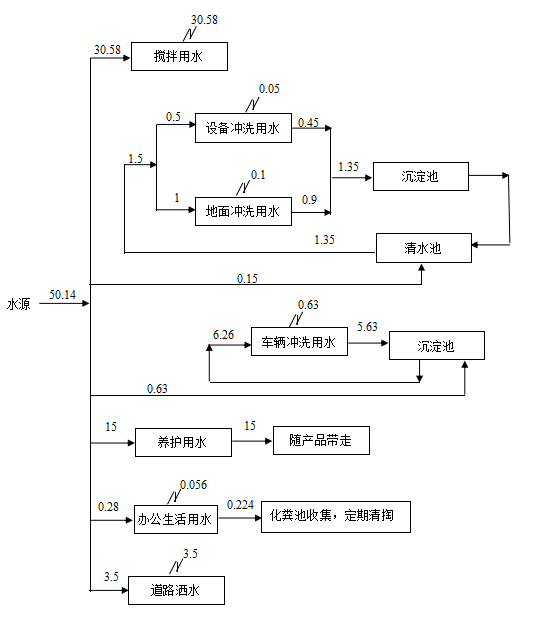 30.58
30.58
搅拌用水
0.05
0.5
设备冲洗用水
0.45
1.5
1.35
沉淀池
0.1
1
地面冲洗用水
0.9
1.35
清水池
0.15
水源
50.14
0.63
6.26
车辆冲洗用水
5.63
沉淀池
0.63
15
养护用水
15
随产品带走
0.056
0.28
办公生活用水
0.224
化粪池收集，定期清掏
3.5
3.5
道路洒水